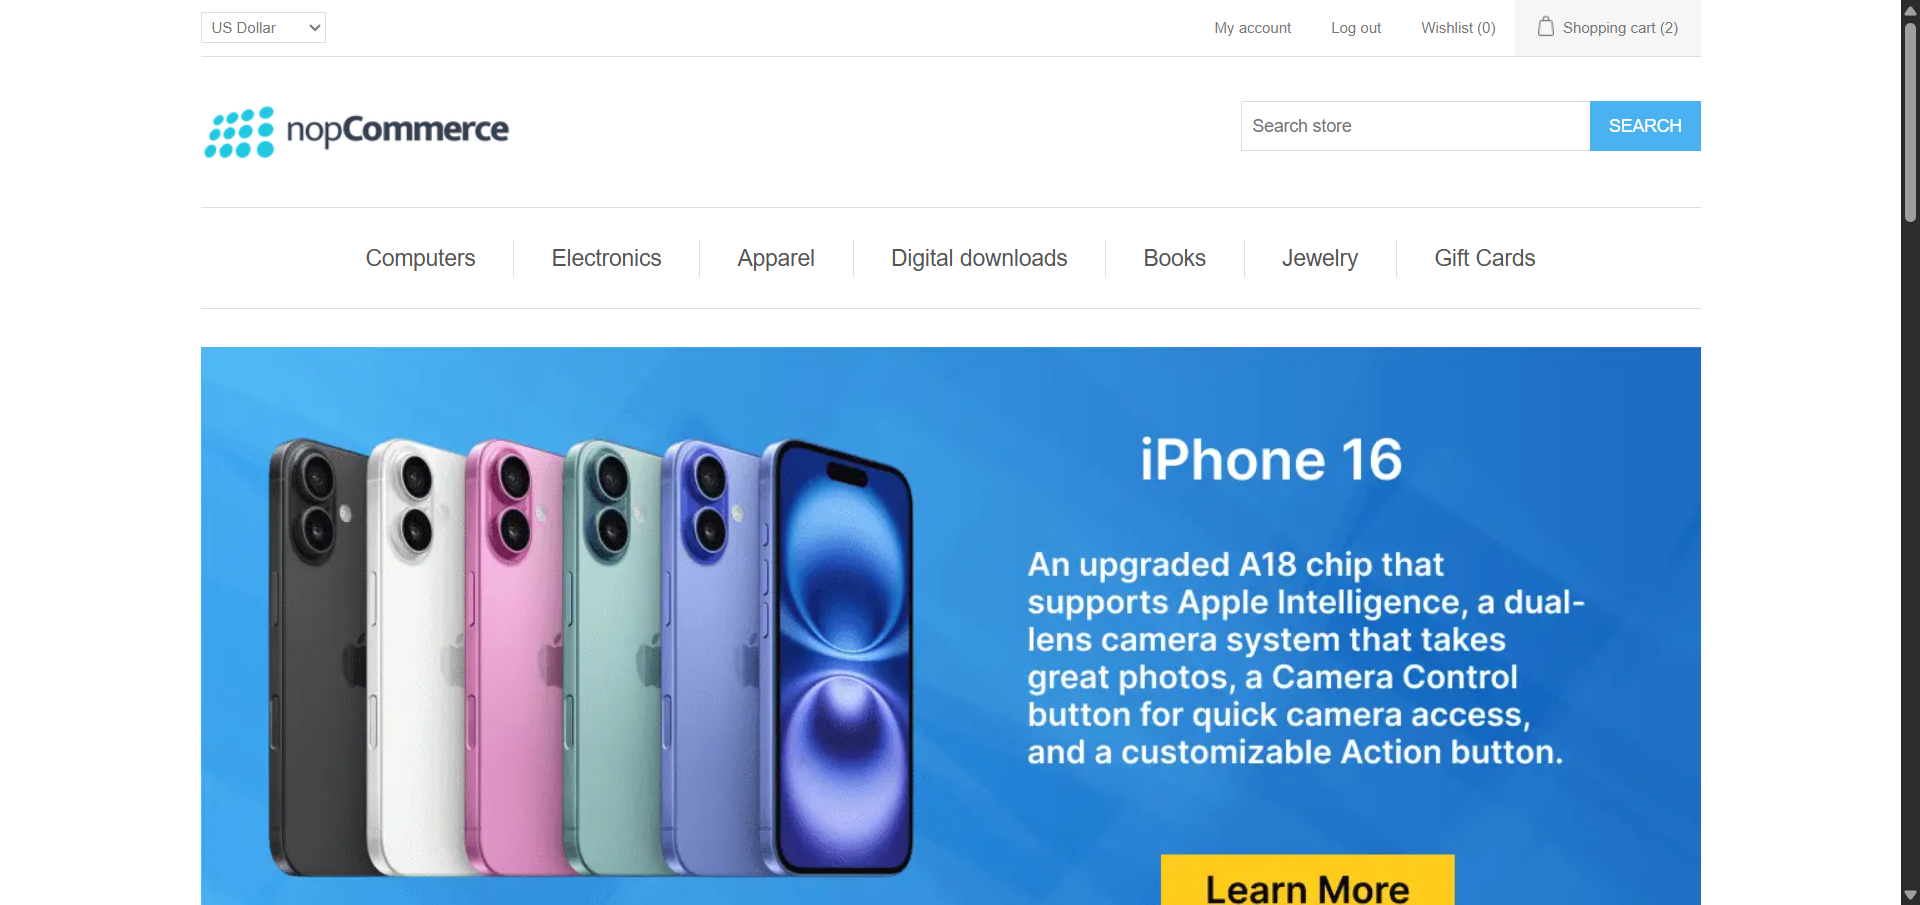 US Dollar
My account
Log out
Wishlist (0)
Shopping cart (2)
nopCommerce
Search store
SEARCH
Computers
Electronics
Apparel
Digital downloads
Books
Jewelry
Gift Cards
iPhone 16
An upgraded A18 chip that
supports Apple Intelligence, a dual-
lens camera system that takes
great photos, a Camera Control
button for quick camera access,
and a customizable Action button.
Learn More